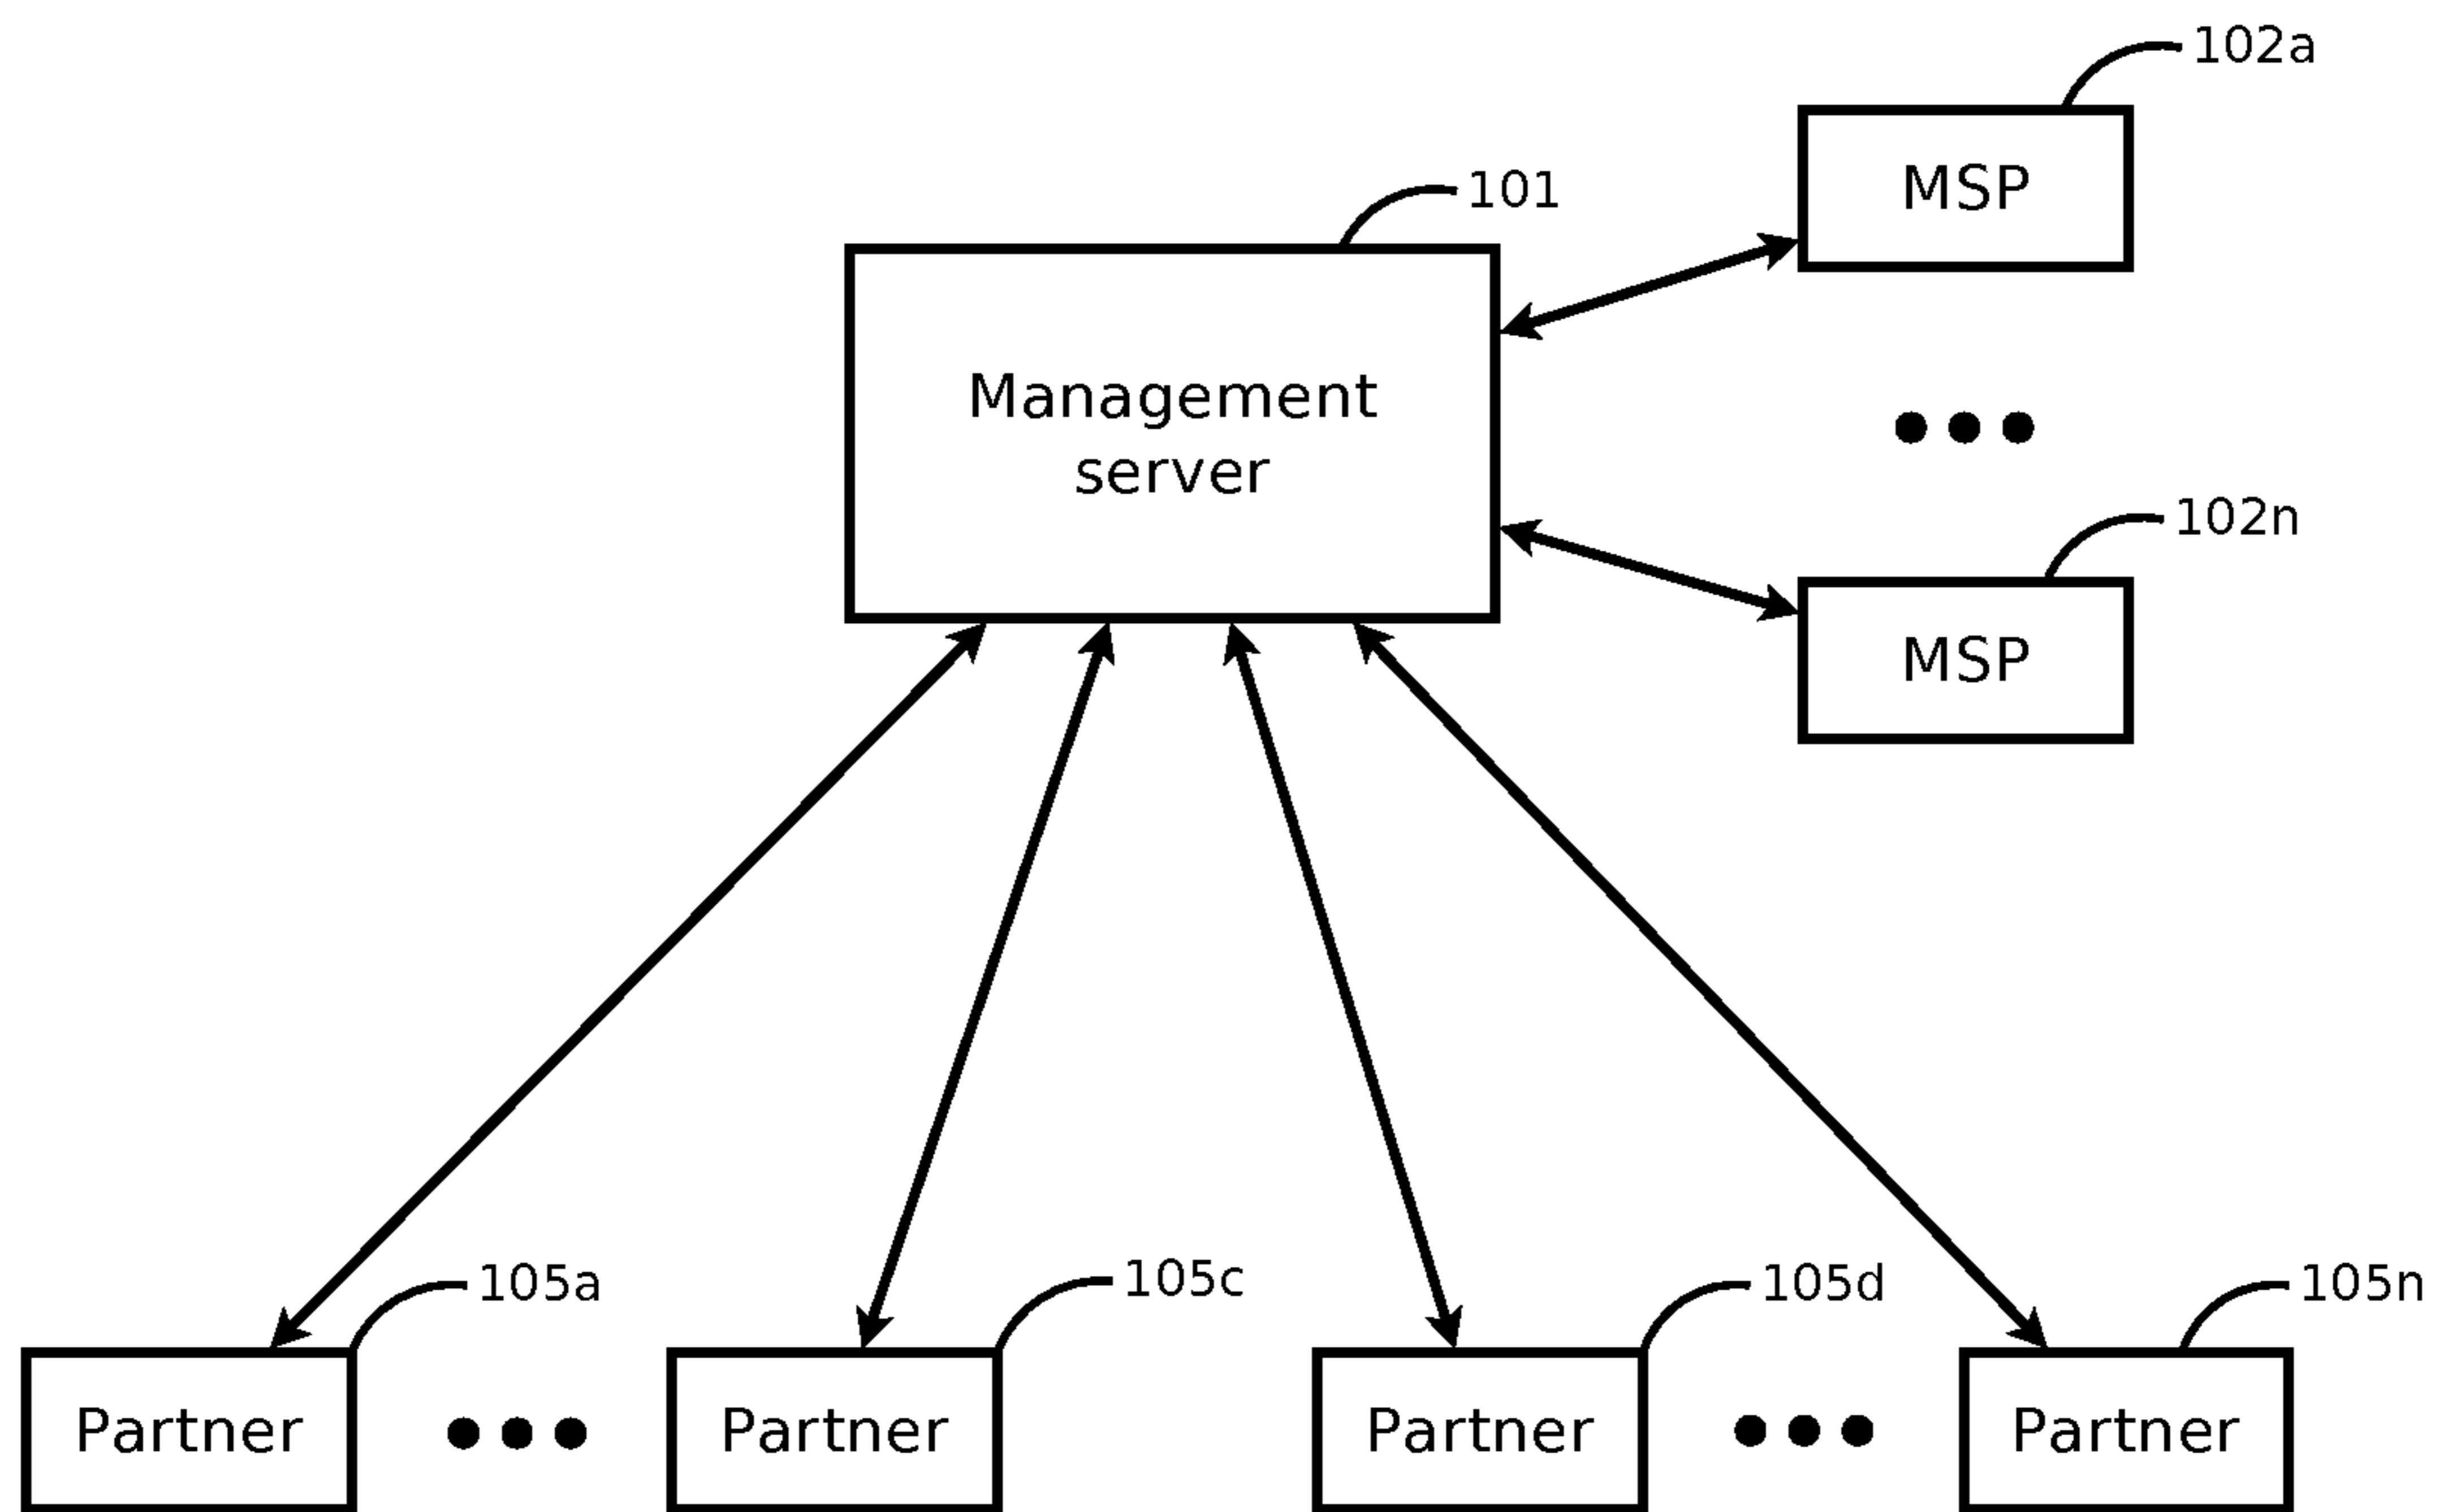 102a
MSP
101
Management
server
102n
MSP
105a
105c
105d
105n
Partner
Partner
Partner
Partner